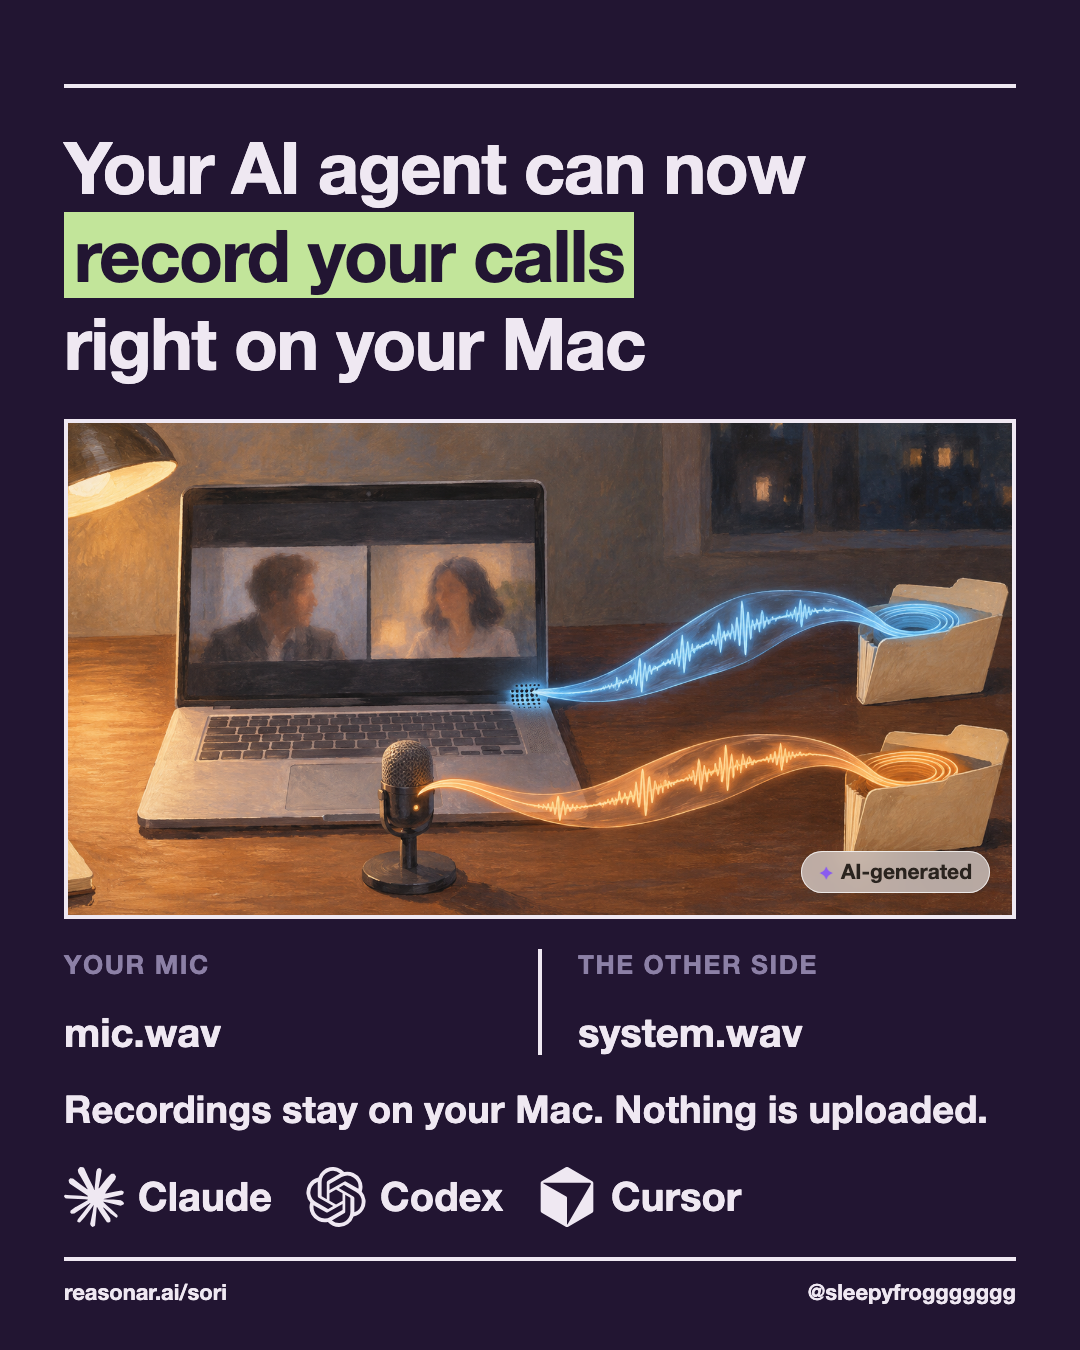 Your AI agent can now
record your calls
right on your Mac
AI-generated
YOUR MIC
mic.wav
THE OTHER SIDE
system.wav
Recordings stay on your Mac. Nothing is uploaded.
Claude
Codex
Cursor
reasonar.ai/sori
@sleepyfroggggggg